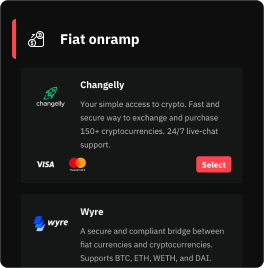 Fiat onramp
Changelly
changelly
Your simple access to crypto. Fast and
secure way to exchange and purchase
150+ cryptocurrencies. 24/7 live-chat
support.
VISA
mastercard
Select
Wyre
wyre
A secure and compliant bridge between
fiat currencies and cryptocurrencies.
Supports BTC, ETH, WETH, and DAI.